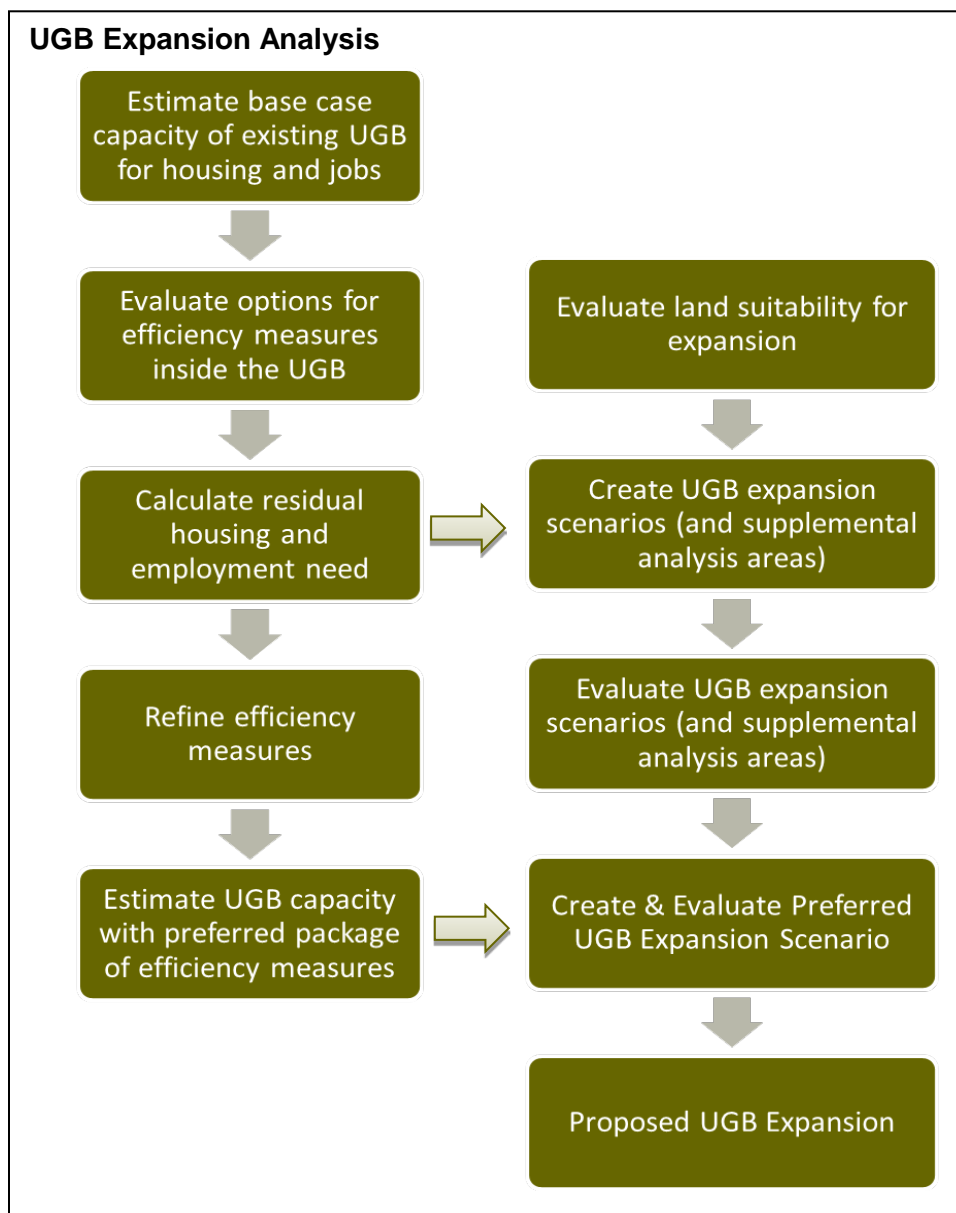 UGB Expansion Analysis
Estimate base case
capacity of existing UGB
for housing and jobs
Evaluate options for
efficiency measures
inside the UGB
Calculate residual
housing and
employment need
Refine efficiency
measures
Estimate UGB capacity
with preferred package
of efficiency measures
Evaluate land suitability for
expansion
Create UGB expansion
scenarios (and supplemental
analysis areas)
Evaluate UGB expansion
scenarios (and supplemental
analysis areas)
Create & Evaluate Preferred
UGB Expansion Scenario
Proposed UGB Expansion